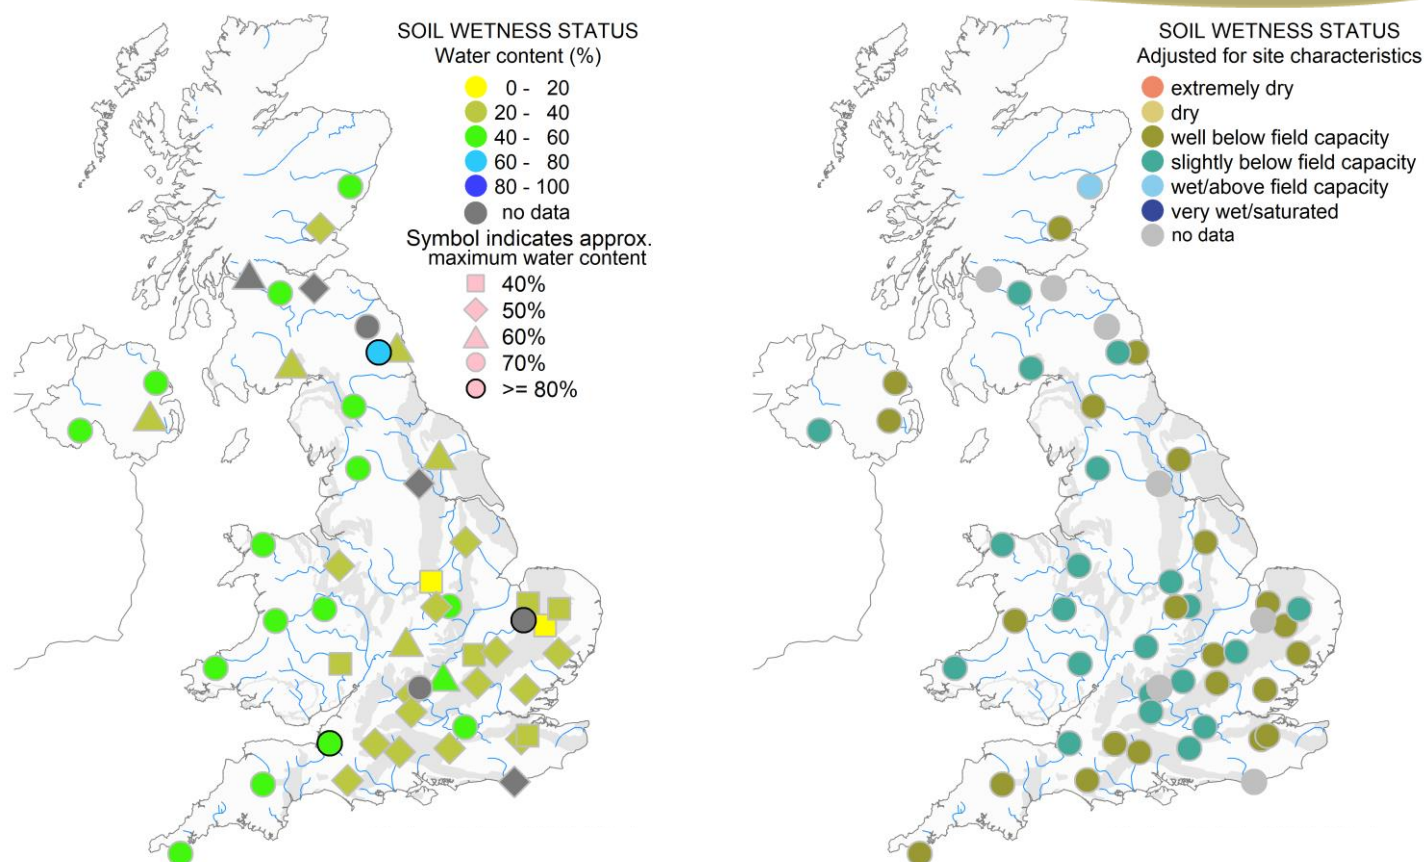 SOIL WETNESS STATUS
Water content (%)
0 - 20
20 - 40
40 - 60
60 - 80
80 - 100
no data
Symbol indicates approx.
maximum water content
40%
50%
60%
70%
>= 80%
SOIL WETNESS STATUS
Adjusted for site characteristics
extremely dry
dry
well below field capacity
slightly below field capacity
wet/above field capacity
very wet/saturated
no data